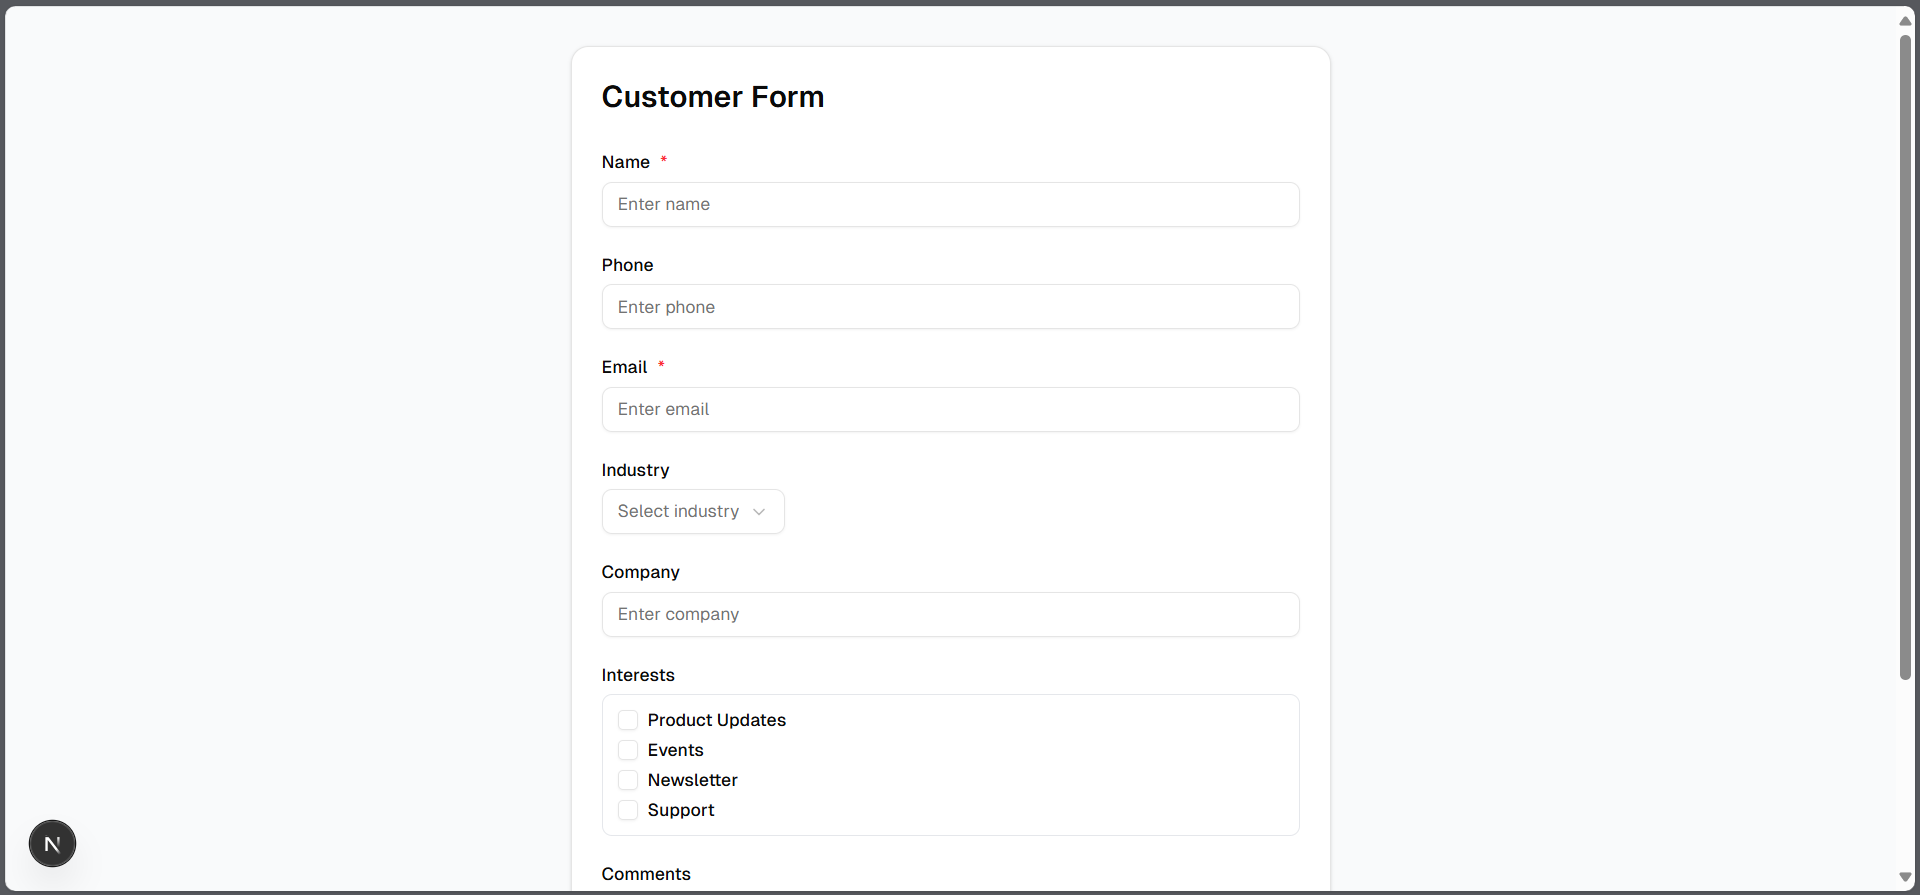 Customer Form
Name *
Enter name
Phone
Enter phone
Email *
Enter email
Industry
Select industry
Company
Enter company
Interests
Product Updates
Events
Newsletter
Support
Comments
N